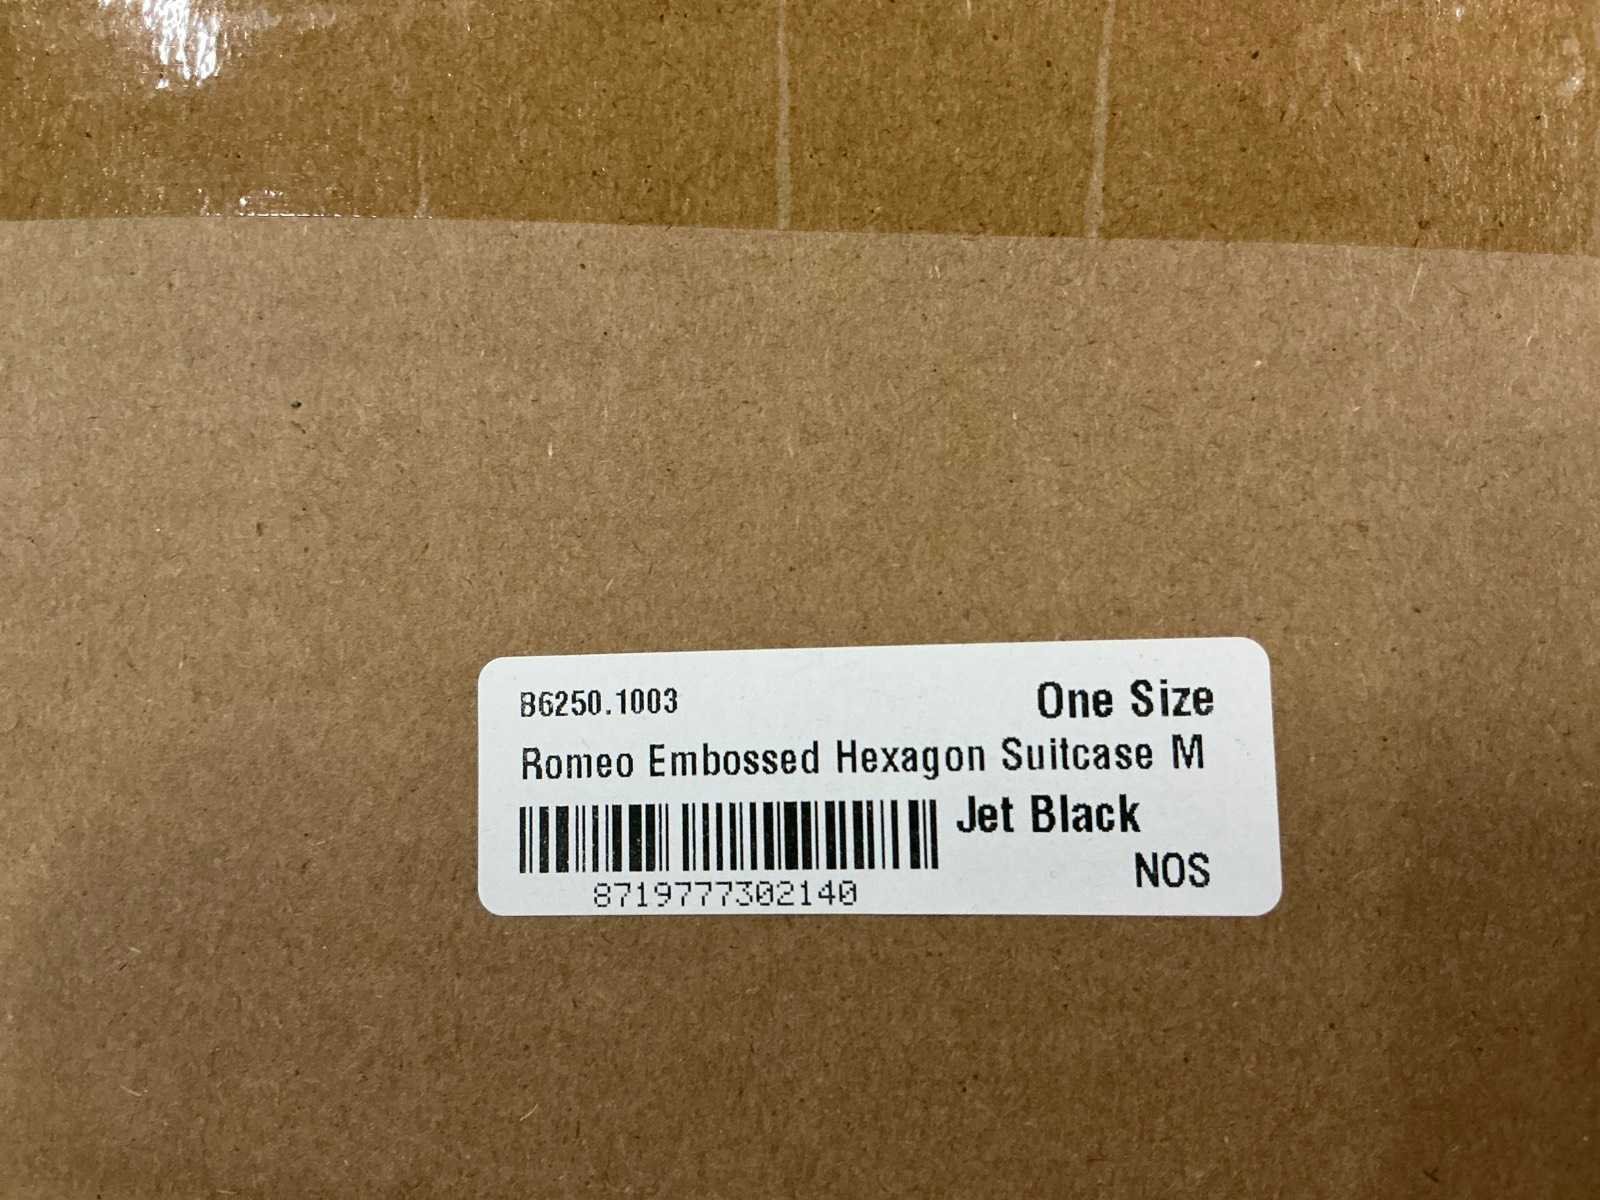 B6250.1003 One Size
Romeo Embossed Hexagon Suitcase M
Jet Black
NOS
8719777302140